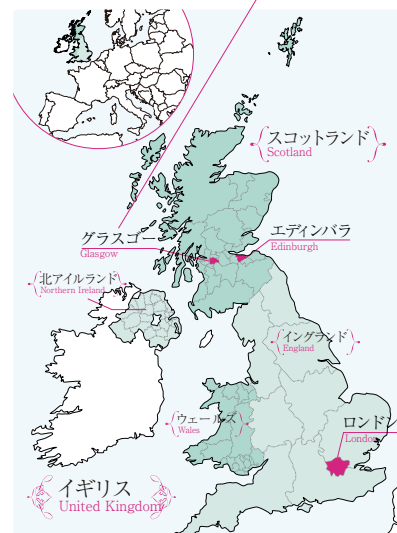 スコットランド
Scotland
グラスゴー
Glasgow
エディンバラ
Edinburgh
北アイルランド
Northern Ireland
イングランド
England
ウェールズ
Wales
ロンドン
London
イギリス
United Kingdom